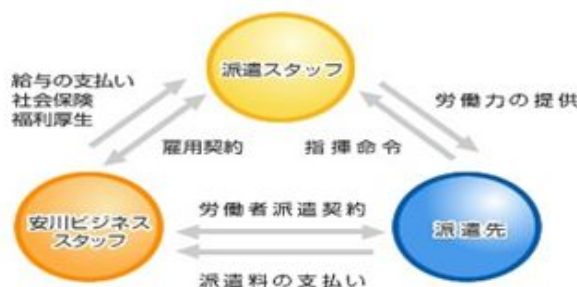 派遣スタッフ
給与の支払い
社会保険
福利厚生
労働力の提供
雇用契約
指揮命令
安川ビジネス
スタッフ
労働者派遣契約
派遣先
派遣料の支払い